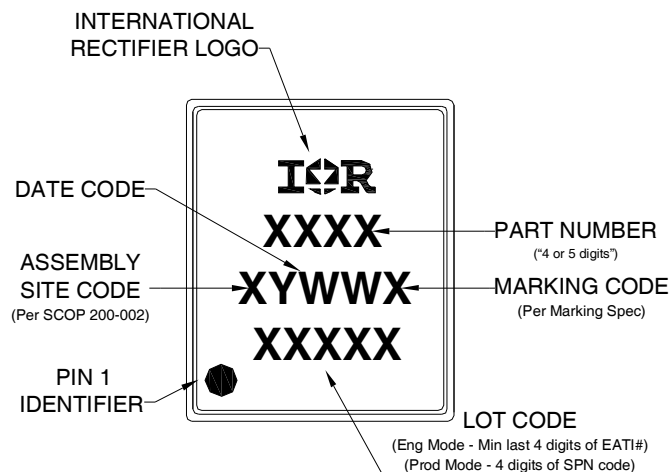 INTERNATIONAL
RECTIFIER LOGO
IOR
DATE CODE
XXXX
PART NUMBER
(“4 or 5 digits”)
ASSEMBLY
SITE CODE
(Per SCOP 200-002)
XYWWX
MARKING CODE
(Per Marking Spec)
XXXXX
PIN 1
IDENTIFIER
LOT CODE
(Eng Mode - Min last 4 digits of EATI#)
(Prod Mode - 4 digits of SPN code)